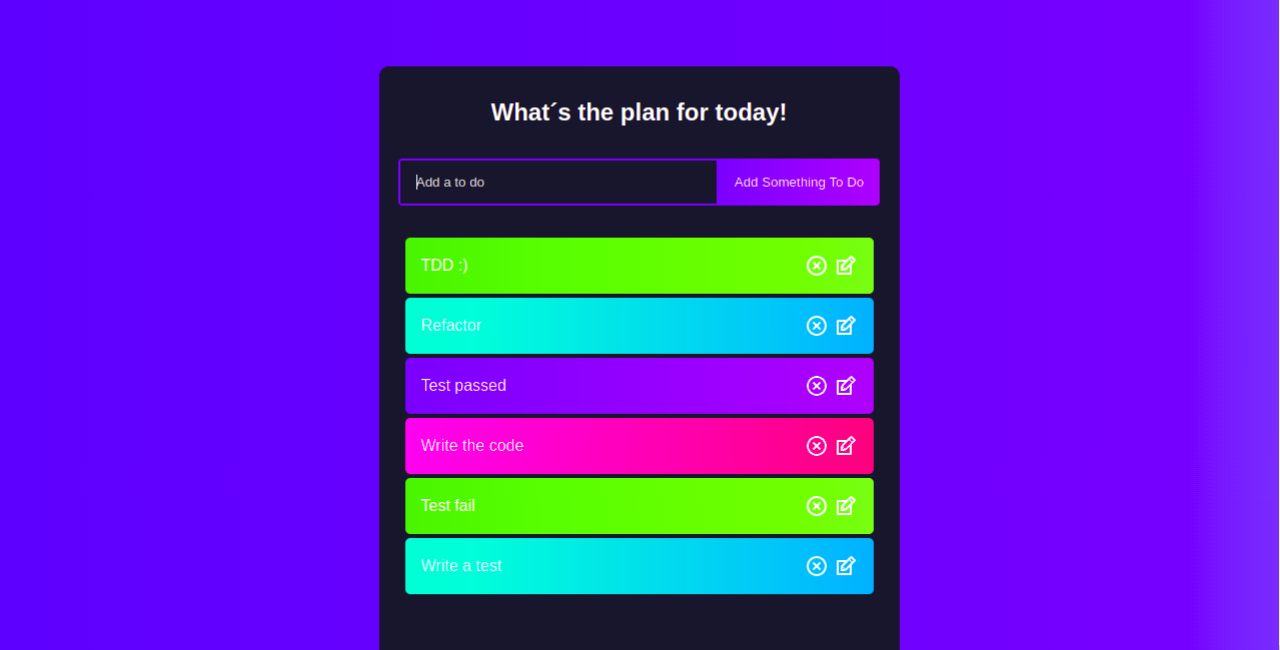 What´s the plan for today!
Add a to do
Add Something To Do
TDD :)
Refactor
Test passed
Write the code
Test fail
Write a test